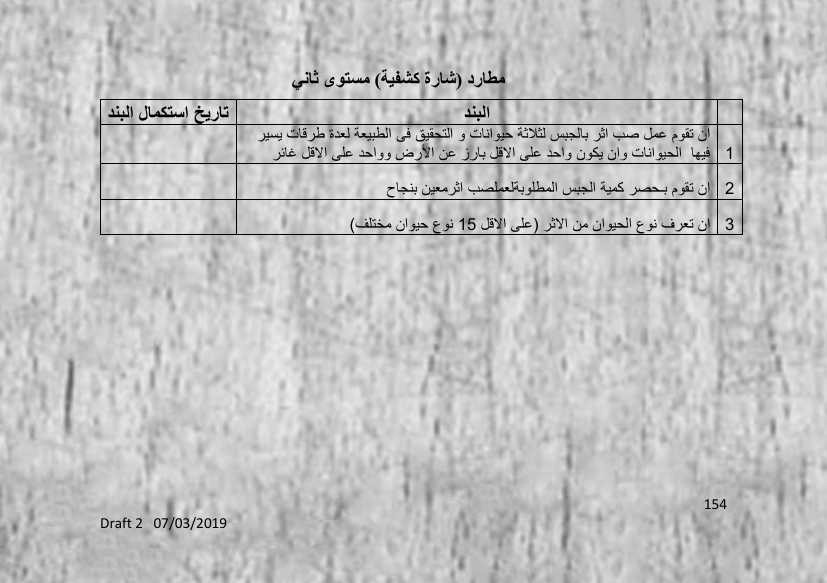 مطارد (شارة كشفية) مستوى ثاني
البند تاريخ استكمال البند
ان تقوم عمل صب اثر بالجبس لثلاثة حيوانات و التحقيق فى الطبيعة لعدة طرقات يسير
1 فيها الحيوانات وان يكون واحد على الاقل بارز عن الأرض وواحد على الاقل غائر
2 ان تقوم بـحصر كمية الجبس المطلوبةلعملصب اثرمعين بنجاح
3 ان تعرف نوع الحيوان من الاثر (على الاقل 15 نوع حيوان مختلف)
154
Draft 2 07/03/2019